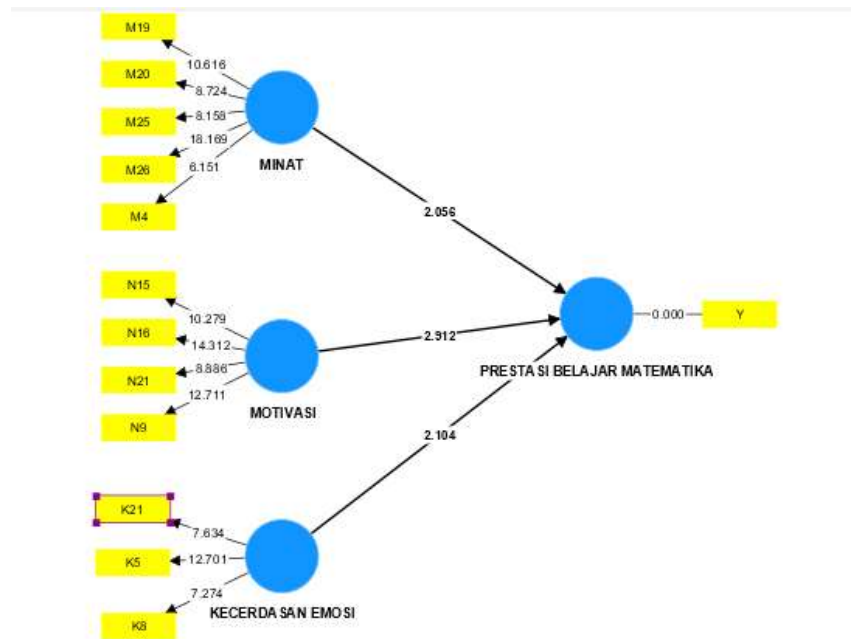 M19
10.616
M20
8.724
M25
8.158
18.169
M26
6.151
MINAT
M4
2.056
N15
10.279
N16
14.312
N21
8.886
12.711
N9
MOTIVASI
2.912
0.000
Y
PRESTASI BELAJAR MATEMATIKA
2.104
K21
7.634
K5
12.701
7.274
K8
KECERDASAN EMOSI